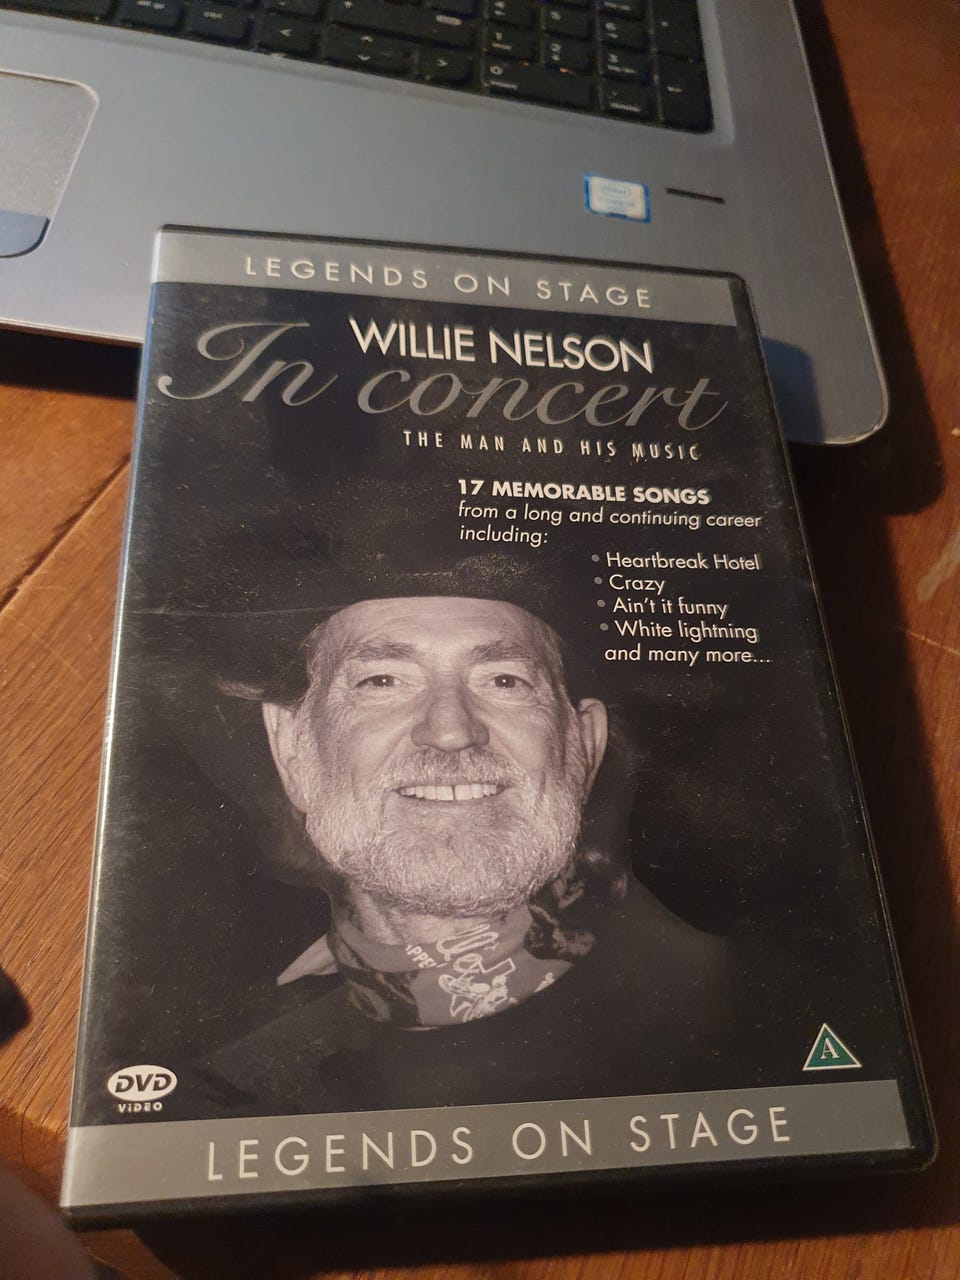 LEGENDS ON STAGE
WILLIE NELSON
In concert
THE MAN AND HIS MUSIC
17 MEMORABLE SONGS
from a long and continuing career
including:
• Heartbreak Hotel
• Crazy
• Ain't it funny
• White lightning
and many more...
A
DVD
VIDEO
LEGENDS ON STAGE